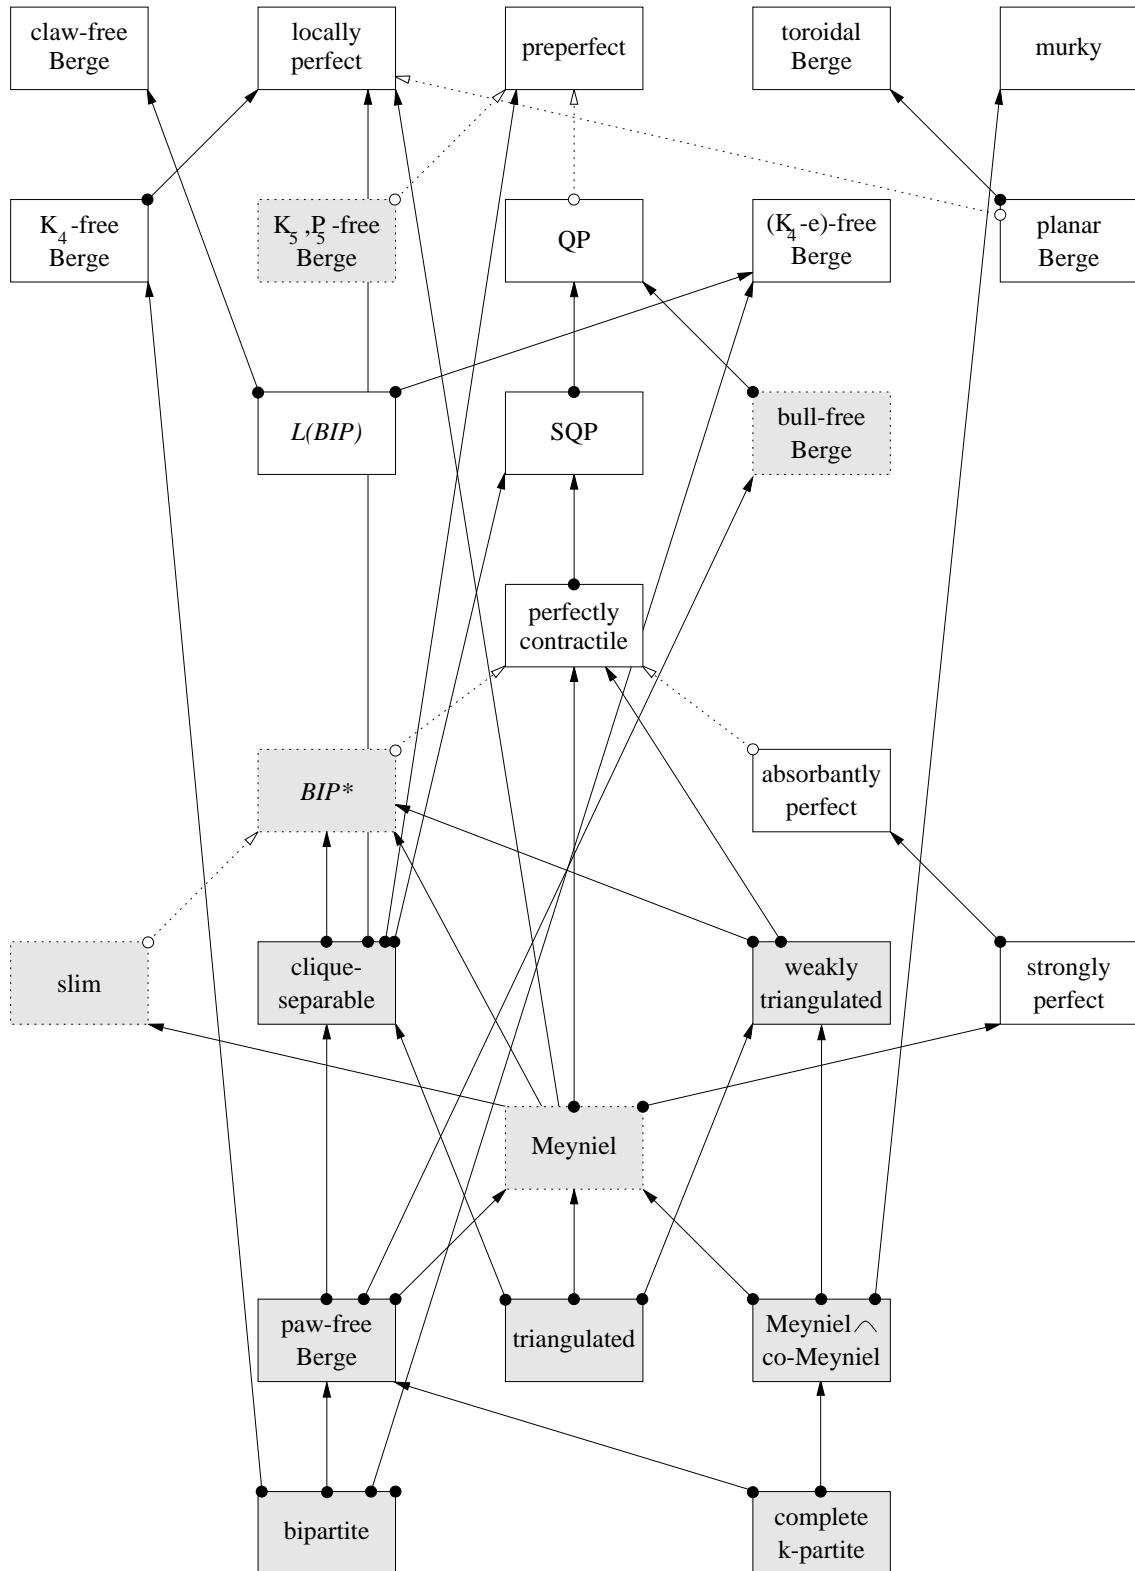 claw-free
Berge
locally
perfect
preperfect
toroidal
Berge
murky
K4-free
Berge
K5,P5-free
Berge
QP
(K4-e)-free
Berge
planar
Berge
L(BIP)
SQP
bull-free
Berge
perfectly
contractile
BIP*
absorbantly
perfect
slim
clique-
separable
weakly
triangulated
strongly
perfect
Meyniel
paw-free
Berge
triangulated
Meyniel
co-Meyniel
bipartite
complete
k-partite